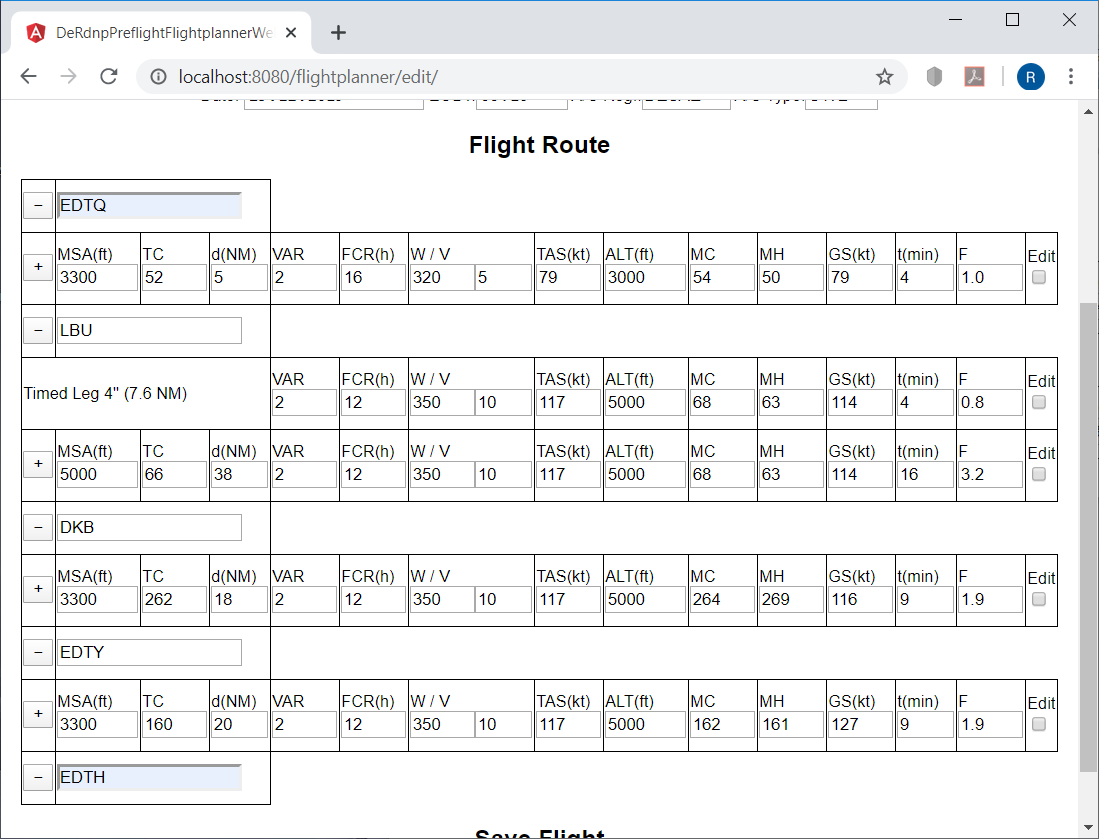 DeRdnpPreflightFlightplannerWe
localhost:8080/flightplanner/edit/
R
Flight Route
− EDTQ
MSA(ft) TC d(NM) VAR FCR(h) W / V TAS(kt) ALT(ft) MC MH GS(kt) t(min) F Edit
+ 3300 52 5 2 16 320 5 79 3000 54 50 79 4 1.0
− LBU
VAR FCR(h) W / V TAS(kt) ALT(ft) MC MH GS(kt) t(min) F Edit
Timed Leg 4" (7.6 NM) 2 12 350 10 117 5000 68 63 114 4 0.8
MSA(ft) TC d(NM) VAR FCR(h) W / V TAS(kt) ALT(ft) MC MH GS(kt) t(min) F Edit
+ 5000 66 38 2 12 350 10 117 5000 68 63 114 16 3.2
− DKB
MSA(ft) TC d(NM) VAR FCR(h) W / V TAS(kt) ALT(ft) MC MH GS(kt) t(min) F Edit
+ 3300 262 18 2 12 350 10 117 5000 264 269 116 9 1.9
− EDTY
MSA(ft) TC d(NM) VAR FCR(h) W / V TAS(kt) ALT(ft) MC MH GS(kt) t(min) F Edit
+ 3300 160 20 2 12 350 10 117 5000 162 161 127 9 1.9
− EDTH
Save Flight